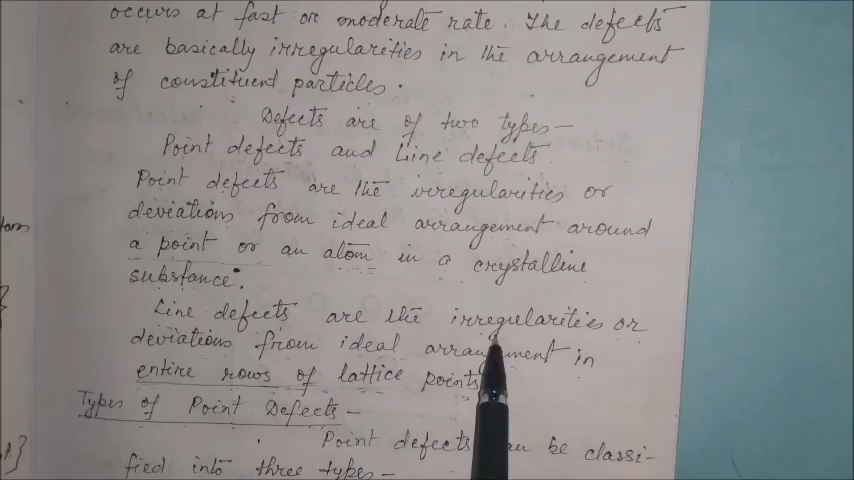 occurs at fast or moderate rate. The defects
are basically irregularities in the arrangement
of constituent particles.
Defects are of two types—
Point defects and Line defects.
Point defects are the irregularities or
deviations from ideal arrangement around
a point or an atom in a crystalline
substance.
Line defects are the irregularities or
deviations from ideal arrangement in
entire rows of lattice points
Types of Point Defects—
Point defects can be classi-
fied into three types—